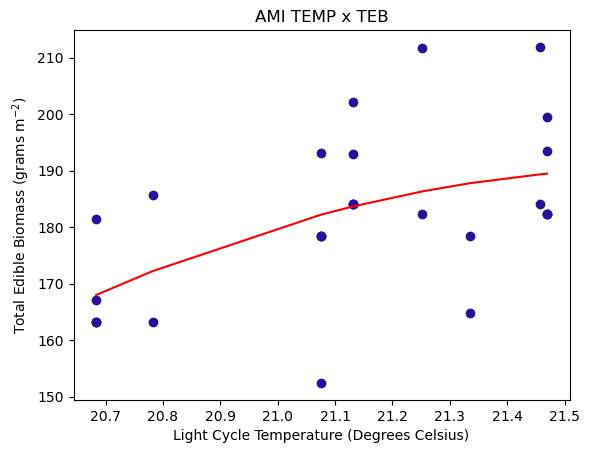 AMI TEMP x TEB
Total Edible Biomass (grams m⁻²)
210
200
190
180
170
160
150
20.7 20.8 20.9 21.0 21.1 21.2 21.3 21.4 21.5
Light Cycle Temperature (Degrees Celsius)